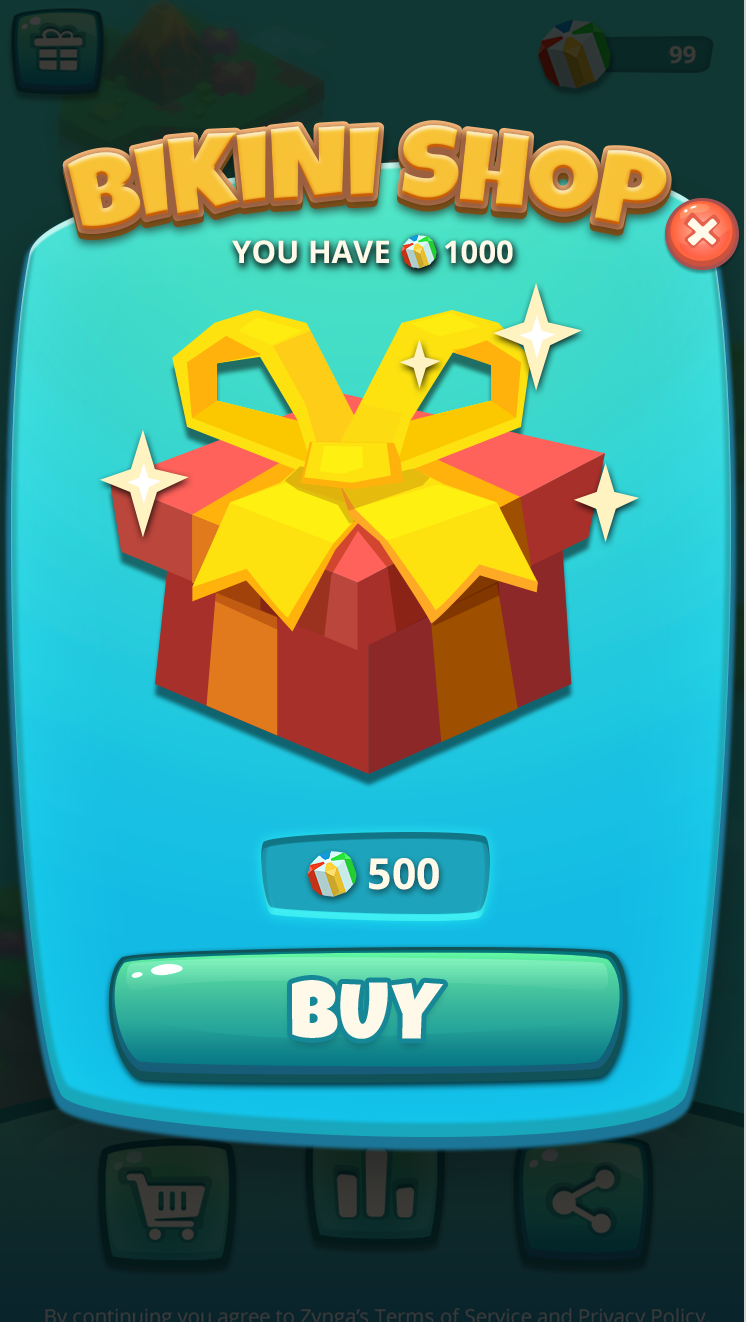 99
BIKINI SHOP
YOU HAVE 1000
500
BUY
By continuing you agree to Zynga's Terms of Service and Privacy Policy